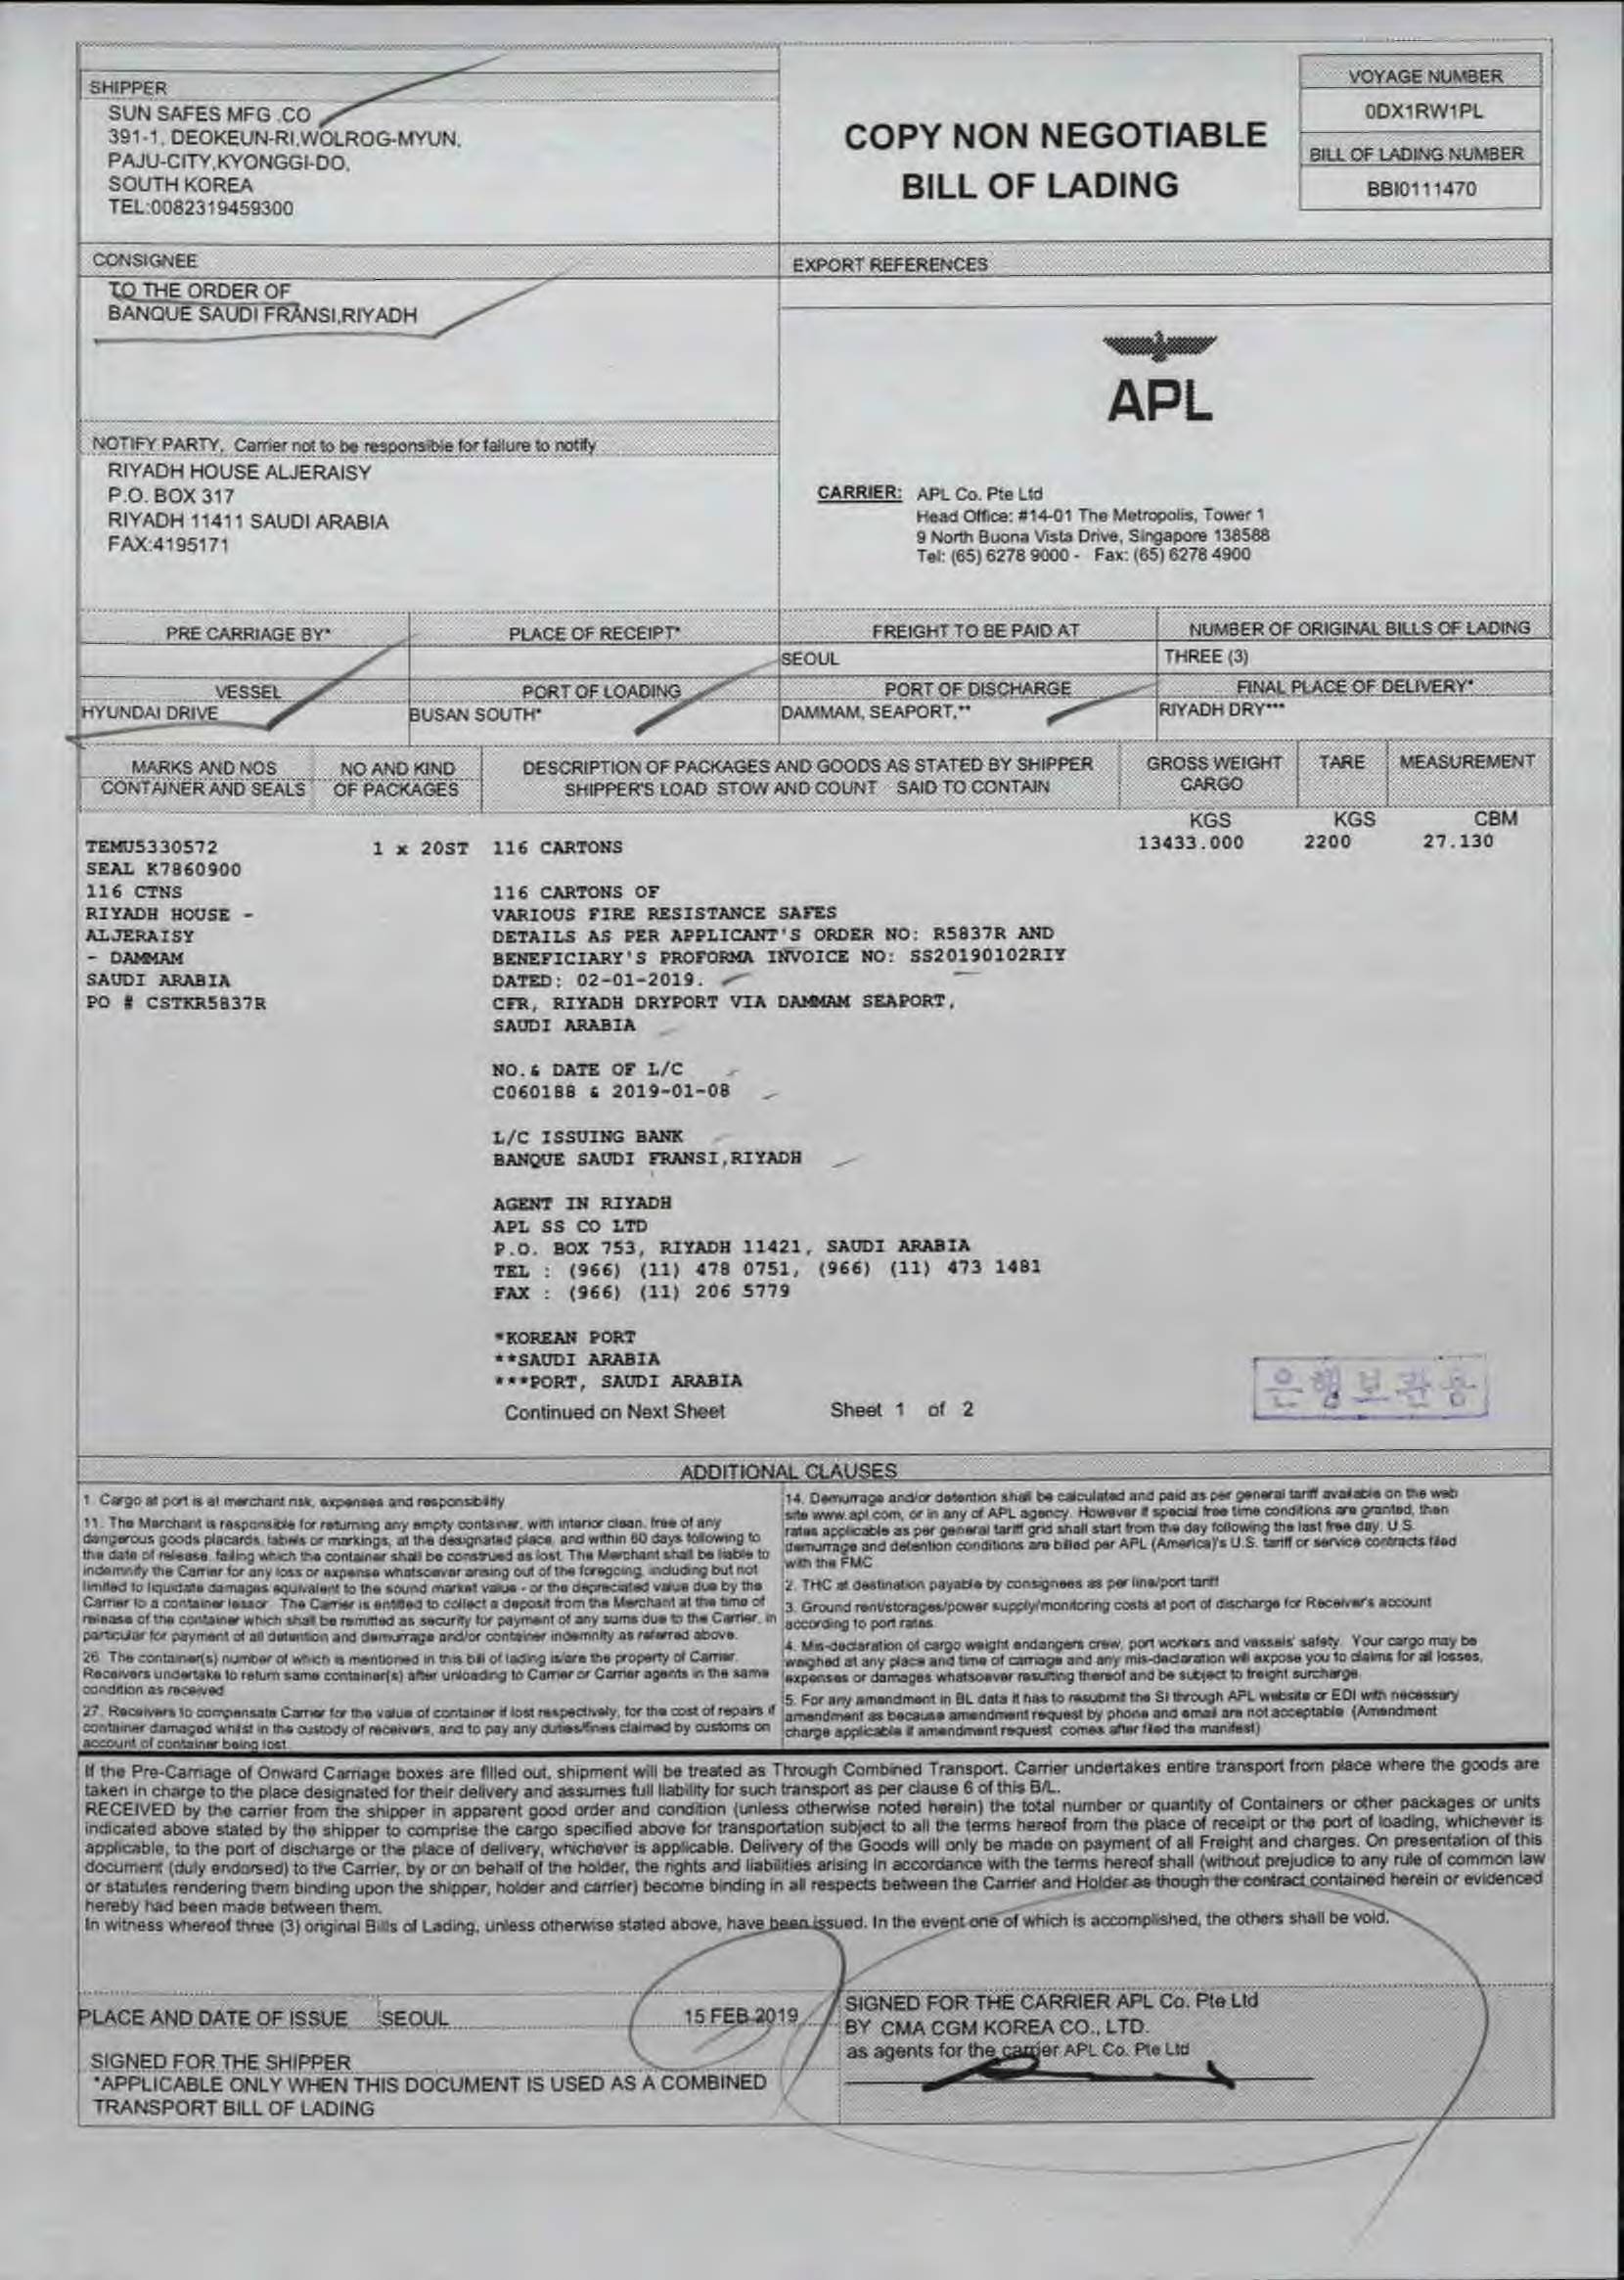 SHIPPER
SUN SAFES MFG .CO
391-1, DEOKEUN-RI,WOLROG-MYUN,
PAJU-CITY,KYONGGI-DO,
SOUTH KOREA
TEL:0082319459300
COPY NON NEGOTIABLE
BILL OF LADING
VOYAGE NUMBER
0DX1RW1PL
BILL OF LADING NUMBER
BBI0111470
CONSIGNEE
TO THE ORDER OF
BANQUE SAUDI FRANSI,RIYADH
EXPORT REFERENCES
APL
NOTIFY PARTY, Carrier not to be responsible for failure to notify
RIYADH HOUSE ALJERAISY
P.O. BOX 317
RIYADH 11411 SAUDI ARABIA
FAX:4195171
CARRIER: APL Co. Pte Ltd
Head Office: #14-01 The Metropolis, Tower 1
9 North Buona Vista Drive, Singapore 138588
Tel: (65) 6278 9000 - Fax: (65) 6278 4900
PRE CARRIAGE BY* PLACE OF RECEIPT* FREIGHT TO BE PAID AT NUMBER OF ORIGINAL BILLS OF LADING
SEOUL THREE (3)
VESSEL PORT OF LOADING PORT OF DISCHARGE FINAL PLACE OF DELIVERY*
HYUNDAI DRIVE BUSAN SOUTH* DAMMAM, SEAPORT,** RIYADH DRY***
MARKS AND NOS NO AND KIND DESCRIPTION OF PACKAGES AND GOODS AS STATED BY SHIPPER GROSS WEIGHT TARE MEASUREMENT
CONTAINER AND SEALS OF PACKAGES SHIPPER'S LOAD STOW AND COUNT SAID TO CONTAIN CARGO
KGS KGS CBM
TEMU5330572 1 x 20ST 116 CARTONS 13433.000 2200 27.130
SEAL K7860900
116 CTNS 116 CARTONS OF
RIYADH HOUSE - VARIOUS FIRE RESISTANCE SAFES
ALJERAISY DETAILS AS PER APPLICANT'S ORDER NO: R5837R AND
- DAMMAM BENEFICIARY'S PROFORMA INVOICE NO: SS20190102RIY
SAUDI ARABIA DATED: 02-01-2019.
PO # CSTKR5837R CFR, RIYADH DRYPORT VIA DAMMAM SEAPORT,
SAUDI ARABIA
NO.& DATE OF L/C
C060188 & 2019-01-08
L/C ISSUING BANK
BANQUE SAUDI FRANSI,RIYADH
AGENT IN RIYADH
APL SS CO LTD
P.O. BOX 753, RIYADH 11421, SAUDI ARABIA
TEL : (966) (11) 478 0751, (966) (11) 473 1481
FAX : (966) (11) 206 5779
*KOREAN PORT
**SAUDI ARABIA
***PORT, SAUDI ARABIA
Continued on Next Sheet Sheet 1 of 2
은행보관용
ADDITIONAL CLAUSES
1. Cargo at port is at merchant risk, expenses and responsibility
11. The Merchant is responsible for returning any empty container, with interior clean, free of any
dangerous goods placards, labels or markings, at the designated place, and within 60 days following to
the date of release, failing which the container shall be construed as lost. The Merchant shall be liable to
indemnify the Carrier for any loss or expense whatsoever arising out of the foregoing, including but not
limited to liquidate damages equivalent to the sound market value - or the depreciated value due by the
Carrier to a container lessor. The Carrier is entitled to collect a deposit from the Merchant at the time of
release of the container which shall be remitted as security for payment of any sums due to the Carrier, in
particular for payment of all detention and demurrage and/or container indemnity as referred above.
26. The container(s) number of which is mentioned in this bill of lading is/are the property of Carrier.
Receivers undertake to return same container(s) after unloading to Carrier or Carrier agents in the same
condition as received
27. Receivers to compensate Carrier for the value of container if lost respectively, for the cost of repairs if
container damaged whilst in the custody of receivers, and to pay any duties/fines claimed by customs on
account of container being lost.
14. Demurrage and/or detention shall be calculated and paid as per general tariff available on the web
site www.apl.com, or in any of APL agency. However if special free time conditions are granted, then
rates applicable as per general tariff grid shall start from the day following the last free day. U.S.
demurrage and detention conditions are billed per APL (America)'s U.S. tariff or service contracts filed
with the FMC
2. THC at destination payable by consignees as per line/port tariff
3. Ground rent/storages/power supply/monitoring costs at port of discharge for Receiver's account
according to port rates.
4. Mis-declaration of cargo weight endangers crew, port workers and vessels' safety. Your cargo may be
weighed at any place and time of carriage and any mis-declaration will expose you to claims for all losses,
expenses or damages whatsoever resulting thereof and be subject to freight surcharge.
5. For any amendment in BL data it has to resubmit the SI through APL website or EDI with necessary
amendment as because amendment request by phone and email are not acceptable (Amendment
charge applicable if amendment request comes after filed the manifest)
If the Pre-Carriage of Onward Carriage boxes are filled out, shipment will be treated as Through Combined Transport. Carrier undertakes entire transport from place where the goods are
taken in charge to the place designated for their delivery and assumes full liability for such transport as per clause 6 of this B/L.
RECEIVED by the carrier from the shipper in apparent good order and condition (unless otherwise noted herein) the total number or quantity of Containers or other packages or units
indicated above stated by the shipper to comprise the cargo specified above for transportation subject to all the terms hereof from the place of receipt or the port of loading, whichever is
applicable, to the port of discharge or the place of delivery, whichever is applicable. Delivery of the Goods will only be made on payment of all Freight and charges. On presentation of this
document (duly endorsed) to the Carrier, by or on behalf of the holder, the rights and liabilities arising in accordance with the terms hereof shall (without prejudice to any rule of common law
or statutes rendering them binding upon the shipper, holder and carrier) become binding in all respects between the Carrier and Holder as though the contract contained herein or evidenced
hereby had been made between them.
In witness whereof three (3) original Bills of Lading, unless otherwise stated above, have been issued. In the event one of which is accomplished, the others shall be void.
PLACE AND DATE OF ISSUE SEOUL 15 FEB 2019
SIGNED FOR THE SHIPPER
*APPLICABLE ONLY WHEN THIS DOCUMENT IS USED AS A COMBINED
TRANSPORT BILL OF LADING
SIGNED FOR THE CARRIER APL Co. Pte Ltd
BY CMA CGM KOREA CO., LTD.
as agents for the carrier APL Co. Pte Ltd